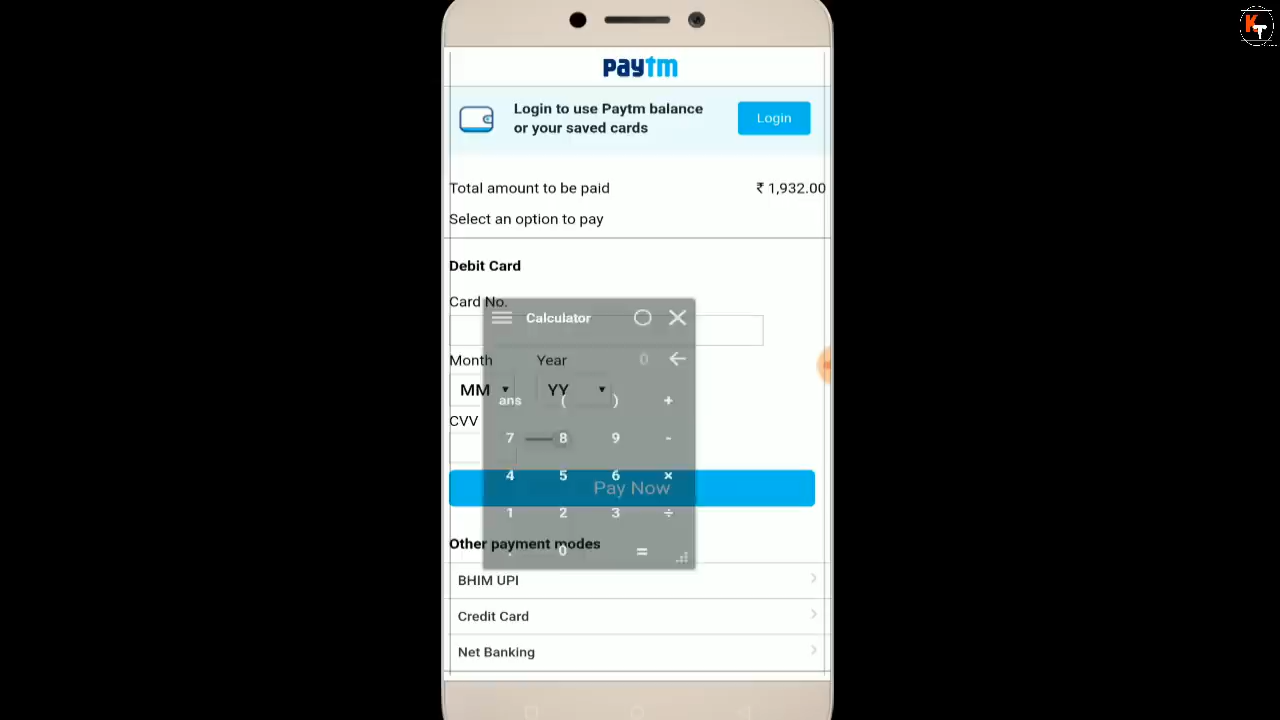 KT
paytm
Login to use Paytm balance
or your saved cards
Login
Total amount to be paid
₹ 1,932.00
Select an option to pay
Debit Card
Card No.
Calculator
Month
Year
0
MM
YY
ans
(
)
+
CVV
7
8
9
-
4
5
6
×
Pay Now
1
2
3
÷
Other payment modes
.
0
=
BHIM UPI
Credit Card
Net Banking